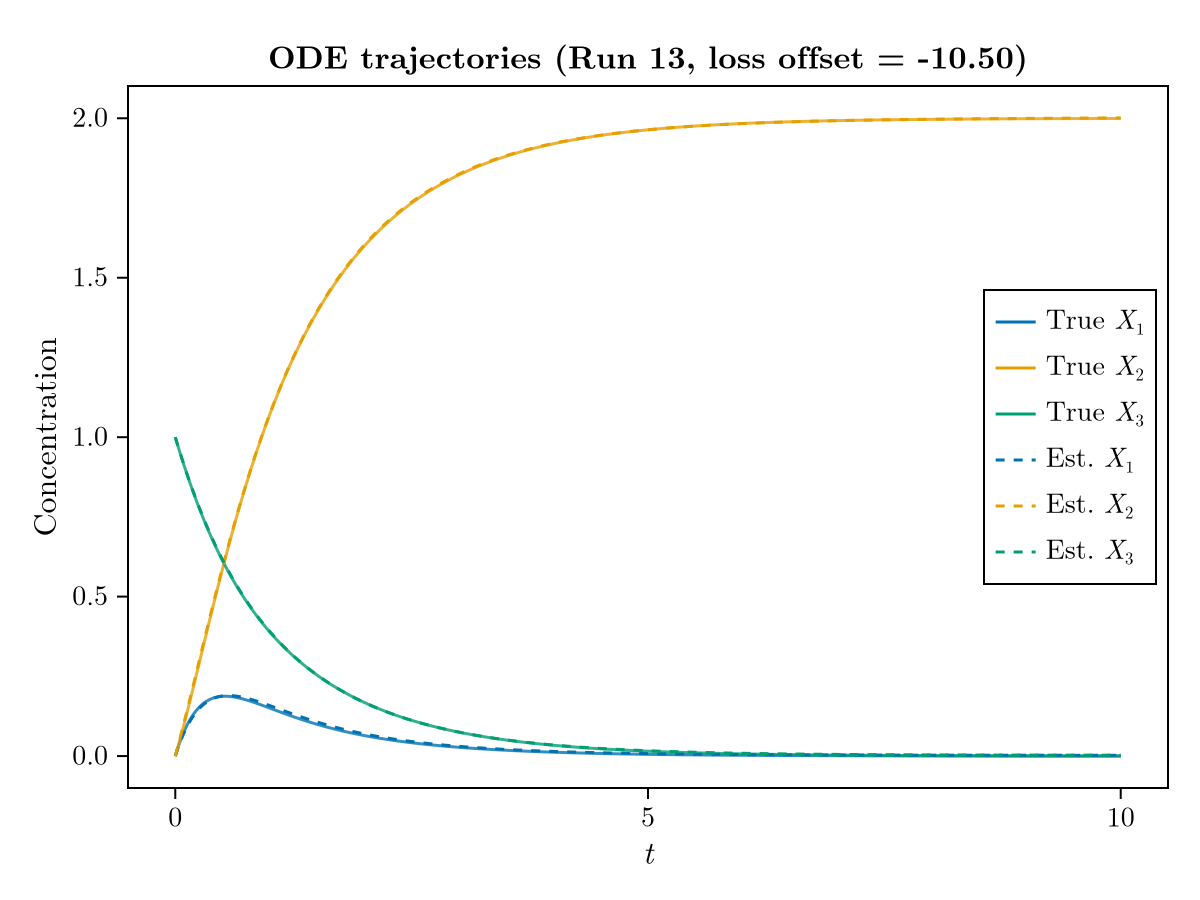 ODE trajectories (Run 13, loss offset = -10.50)
Concentration
2.0
1.5
1.0
0.5
0.0
True X₁
True X₂
True X₃
Est. X₁
Est. X₂
Est. X₃
0 5 10
t